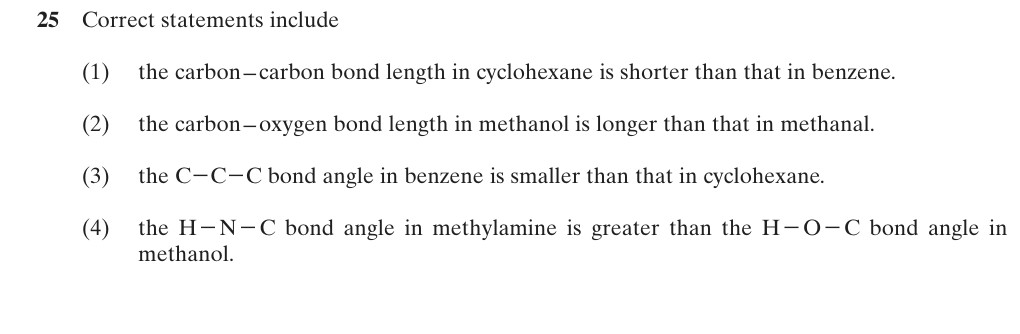 25 Correct statements include
(1) the carbon–carbon bond length in cyclohexane is shorter than that in benzene.
(2) the carbon–oxygen bond length in methanol is longer than that in methanal.
(3) the C−C−C bond angle in benzene is smaller than that in cyclohexane.
(4) the H−N−C bond angle in methylamine is greater than the H−O−C bond angle in
methanol.